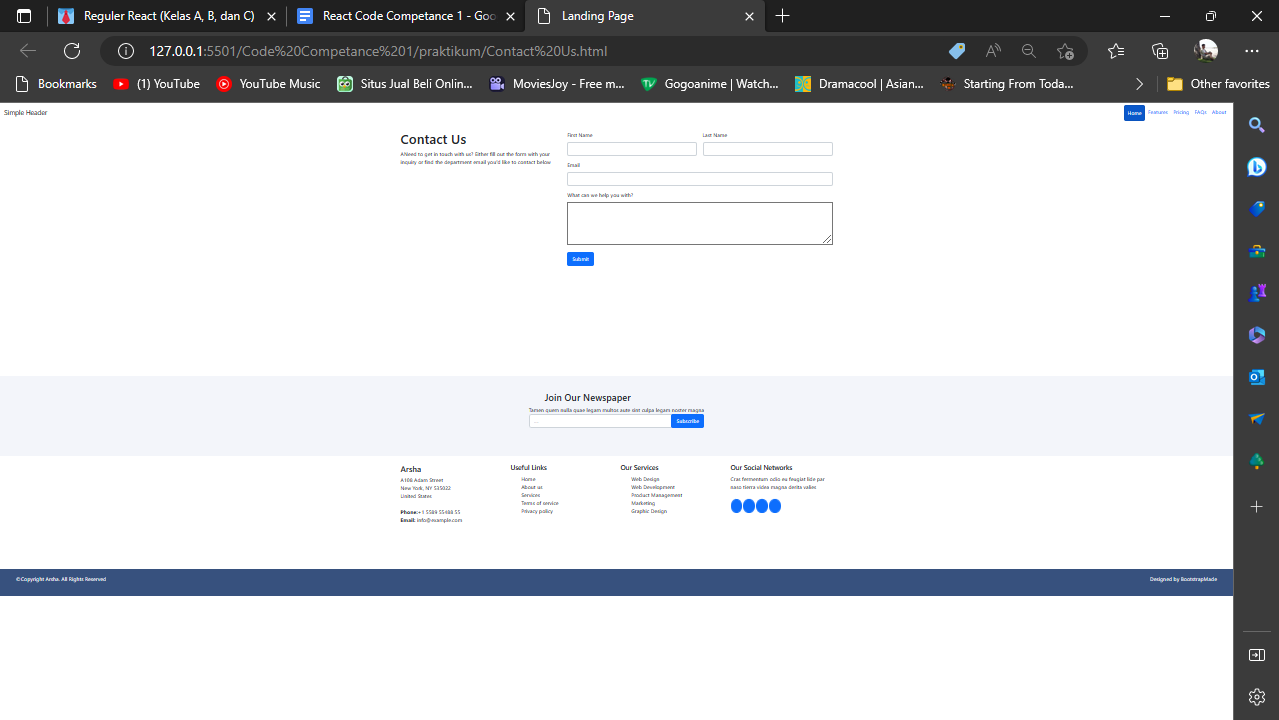 Reguler React (Kelas A, B, dan C)
React Code Competance 1 - Goo
Landing Page
127.0.0.1:5501/Code%20Competance%201/praktikum/Contact%20Us.html
Bookmarks
(1) YouTube
YouTube Music
Situs Jual Beli Onlin...
MoviesJoy - Free m...
Gogoanime | Watch...
Dramacool | Asian...
Starting From Toda...
Other favorites
Simple Header
Home
Features
Pricing
FAQs
About
Contact Us
ANeed to get in touch with us? Either fill out the form with your
inquiry or find the department email you'd like to contact below
First Name
Last Name
Email
What can we help you with?
Submit
Join Our Newspaper
Tamen quem nulla quae legam multos aute sint culpa legam noster magna
...
Subscribe
Arsha
A108 Adam Street
New York, NY 535022
United States
Phone:+1 5589 55488 55
Email: info@example.com
Useful Links
Home
About us
Services
Terms of service
Privacy policy
Our Services
Web Design
Web Development
Product Management
Marketing
Graphic Design
Our Social Networks
Cras fermentum odio eu feugiat lide par
naso tierra videa magna derita valies
©Copyright Arsha. All Rights Reserved
Designed by BootstrapMade